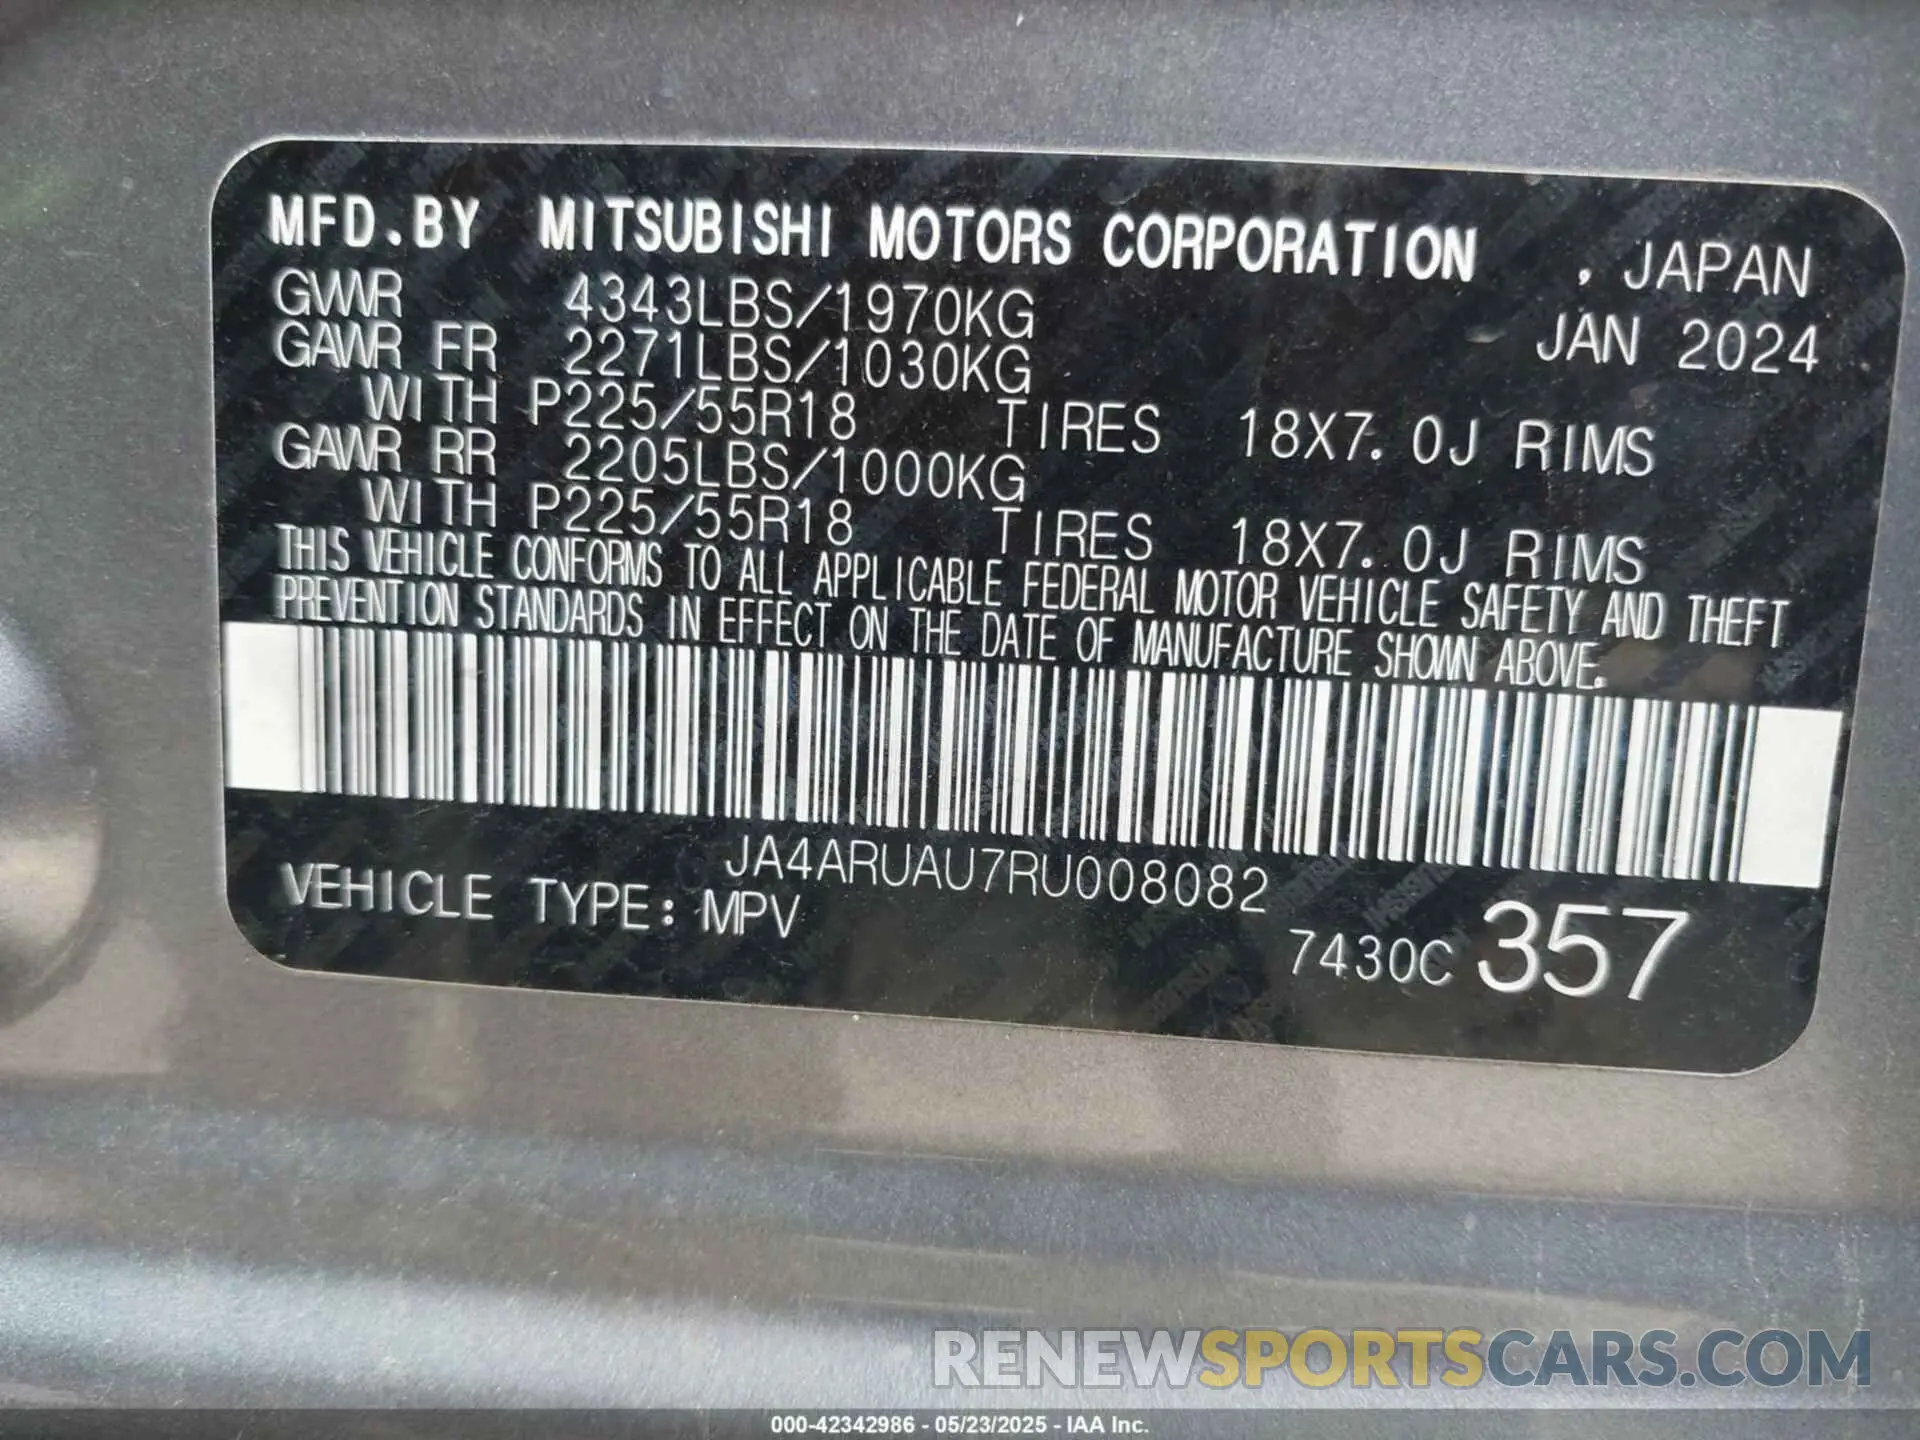 MFD.BY MITSUBISHI MOTORS CORPORATION , JAPAN
GVWR 4343LBS/1970KG JAN 2024
GAWR FR 2271LBS/1030KG
WITH P225/55R18 TIRES 18X7.0J RIMS
GAWR RR 2205LBS/1000KG
WITH P225/55R18 TIRES 18X7.0J RIMS
THIS VEHICLE CONFORMS TO ALL APPLICABLE FEDERAL MOTOR VEHICLE SAFETY AND THEFT
PREVENTION STANDARDS IN EFFECT ON THE DATE OF MANUFACTURE SHOWN ABOVE.
JA4ARUAU7RU008082
VEHICLE TYPE: MPV
7430C 357
RENEWSPORTSCARS.COM
000-42342986 - 05/23/2025 - IAA Inc.